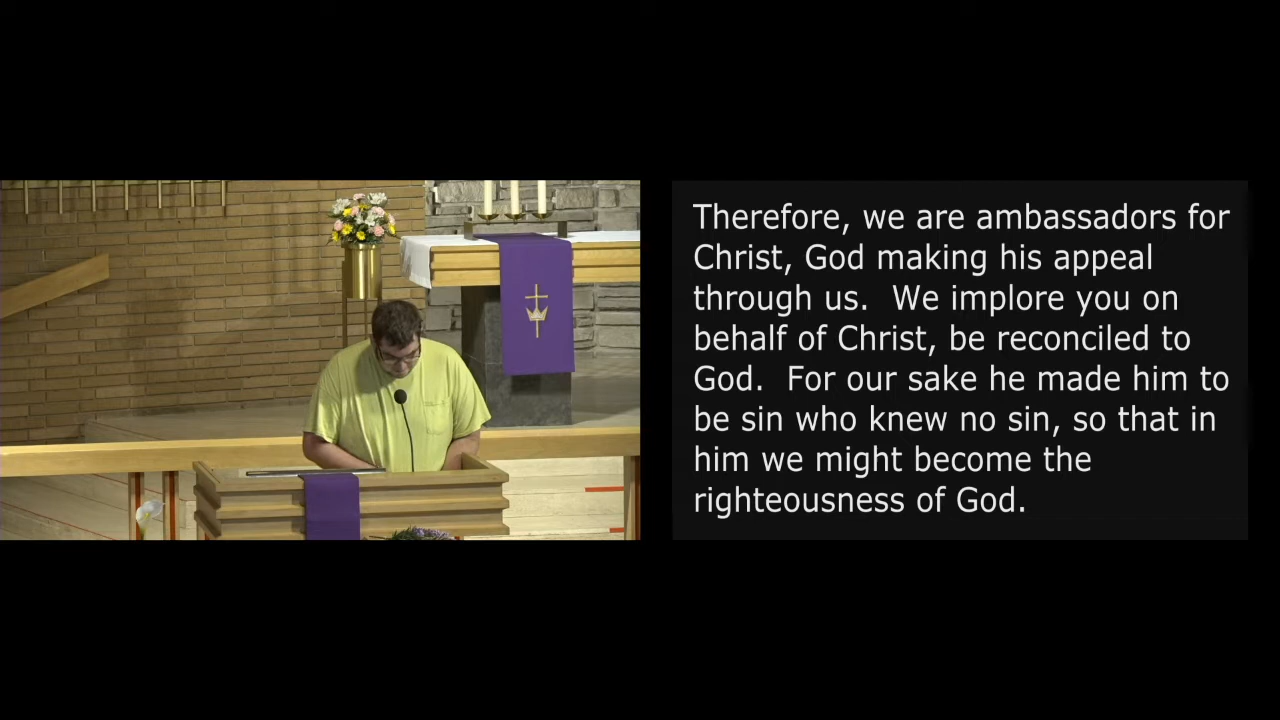 Therefore, we are ambassadors for
Christ, God making his appeal
through us.  We implore you on
behalf of Christ, be reconciled to
God.  For our sake he made him to
be sin who knew no sin, so that in
him we might become the
righteousness of God.